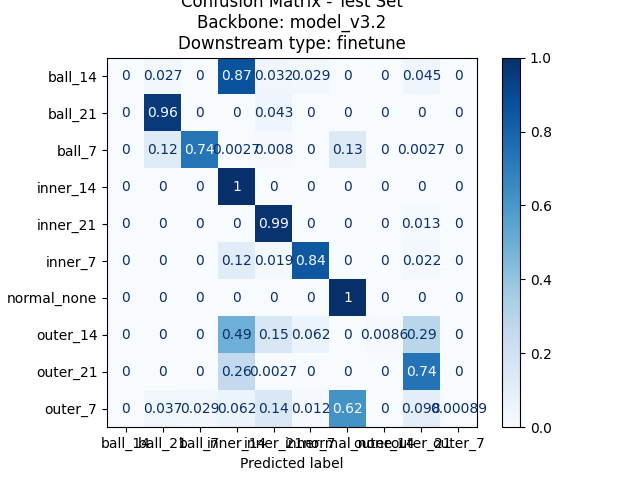 Confusion Matrix - Test Set
Backbone: model_v3.2
Downstream type: finetune
ball_14 0 0.027 0 0.87 0.032 0.029 0 0 0.045 0
ball_21 0 0.96 0 0 0.043 0 0 0 0 0
ball_7 0 0.12 0.74 0.0027 0.008 0 0.13 0 0.0027 0
inner_14 0 0 0 1 0 0 0 0 0 0
inner_21 0 0 0 0 0.99 0 0 0 0.013 0
inner_7 0 0 0 0.12 0.019 0.84 0 0 0.022 0
normal_none 0 0 0 0 0 0 1 0 0 0
outer_14 0 0 0 0.49 0.15 0.062 0 0.0086 0.29 0
outer_21 0 0 0 0.26 0.0027 0 0 0 0.74 0
outer_7 0 0.037 0.029 0.062 0.14 0.012 0.62 0 0.098 0.00089
ball_14 ball_21 ball_7 inner_14 inner_21 inner_7 normal_none outer_14 outer_21 outer_7
Predicted label
1.0
0.8
0.6
0.4
0.2
0.0